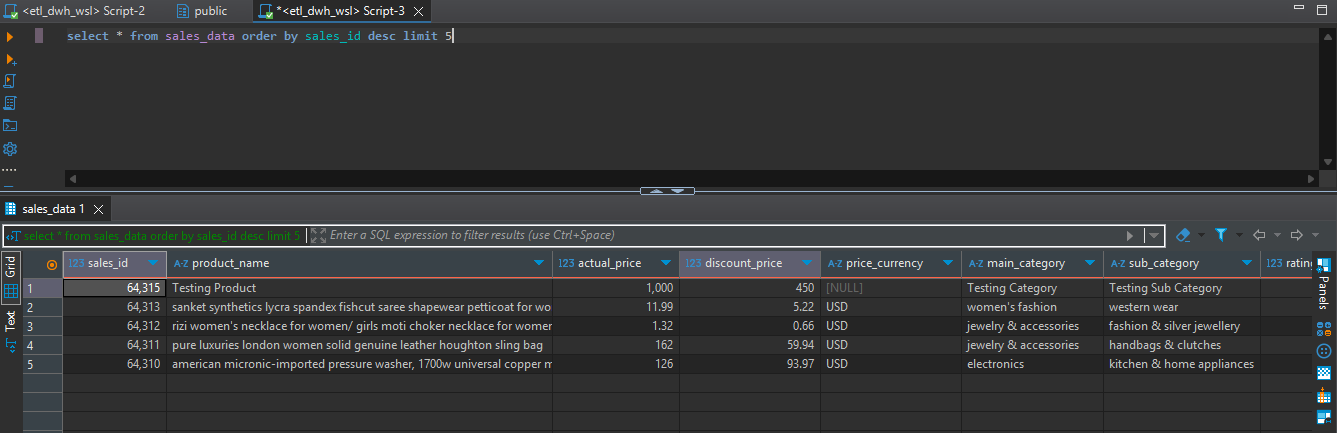 <etl_dwh_wsl> Script-2 public *<etl_dwh_wsl> Script-3
select * from sales_data order by sales_id desc limit 5
sales_data 1
select * from sales_data order by sales_id desc limit 5 Enter a SQL expression to filter results (use Ctrl+Space)
Grid
Text
Panels
123 sales_id A-Z product_name 123 actual_price 123 discount_price A-Z price_currency A-Z main_category A-Z sub_category 123 rating
1 64,315 Testing Product 1,000 450 [NULL] Testing Category Testing Sub Category
2 64,313 sanket synthetics lycra spandex fishcut saree shapewear petticoat for wo 11.99 5.22 USD women's fashion western wear
3 64,312 rizi women's necklace for women/ girls moti choker necklace for women 1.32 0.66 USD jewelry & accessories fashion & silver jewellery
4 64,311 pure luxuries london women solid genuine leather houghton sling bag 162 59.94 USD jewelry & accessories handbags & clutches
5 64,310 american micronic-imported pressure washer, 1700w universal copper m 126 93.97 USD electronics kitchen & home appliances